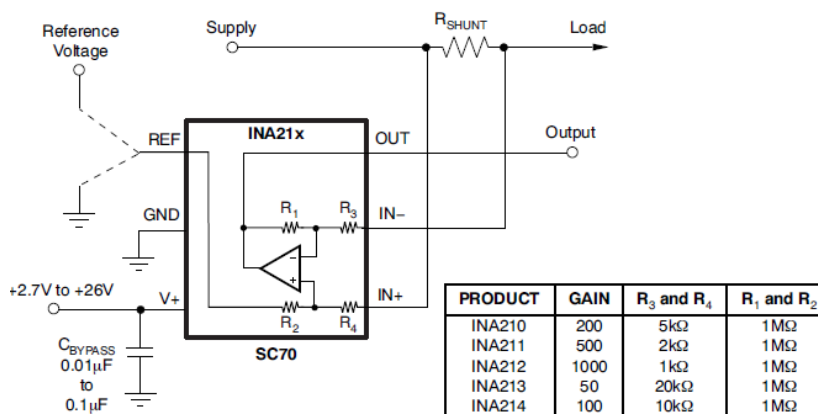 Reference
Voltage
Supply
R_SHUNT
Load
REF
INA21x
OUT
Output
GND
R1
R3
IN−
−
+
+2.7V to +26V
V+
R2
R4
IN+
SC70
C_BYPASS
0.01µF
to
0.1µF
PRODUCT GAIN R3 and R4 R1 and R2
INA210 200 5kΩ 1MΩ
INA211 500 2kΩ 1MΩ
INA212 1000 1kΩ 1MΩ
INA213 50 20kΩ 1MΩ
INA214 100 10kΩ 1MΩ